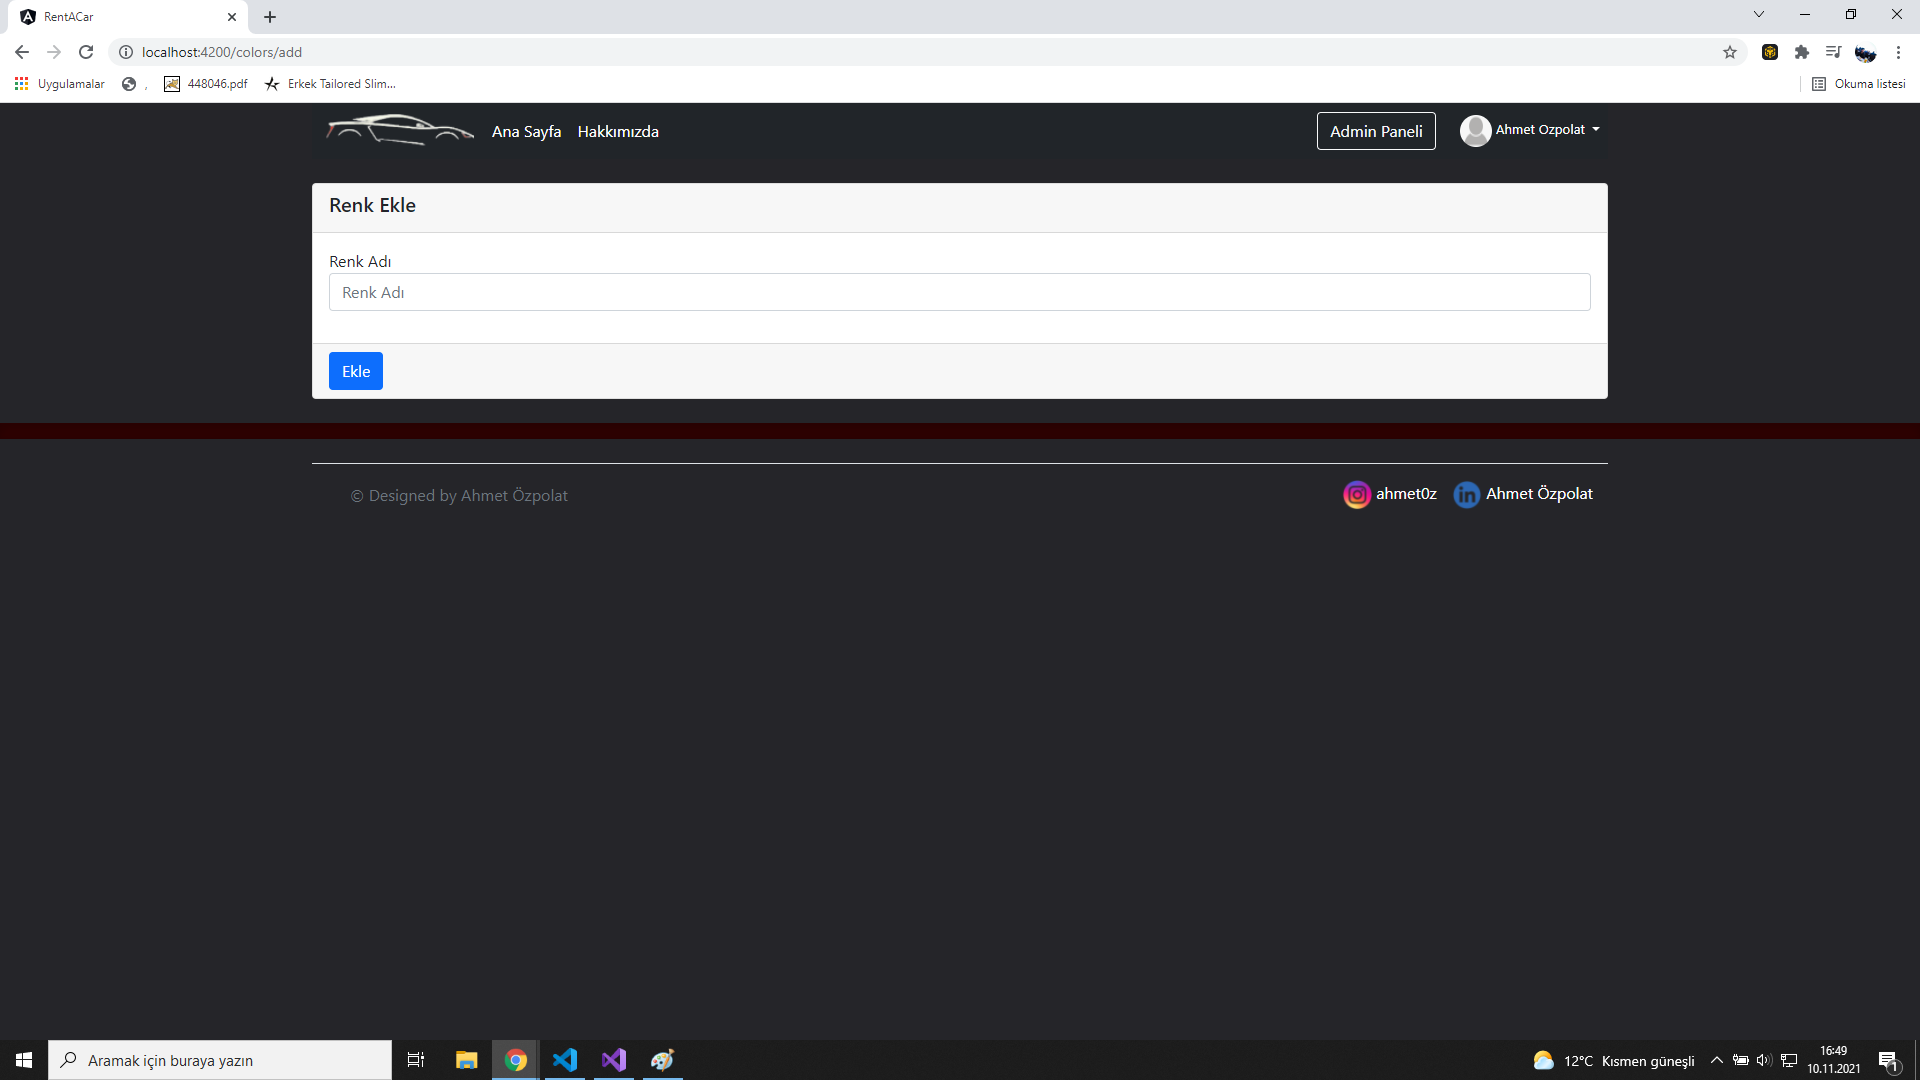 RentACar
localhost:4200/colors/add
Uygulamalar , 448046.pdf Erkek Tailored Slim... Okuma listesi
Ana Sayfa Hakkımızda Admin Paneli Ahmet Ozpolat
Renk Ekle
Renk Adı
Renk Adı
Ekle
© Designed by Ahmet Özpolat ahmet0z in Ahmet Özpolat
Aramak için buraya yazın 12°C Kısmen güneşli 16:49
10.11.2021 1